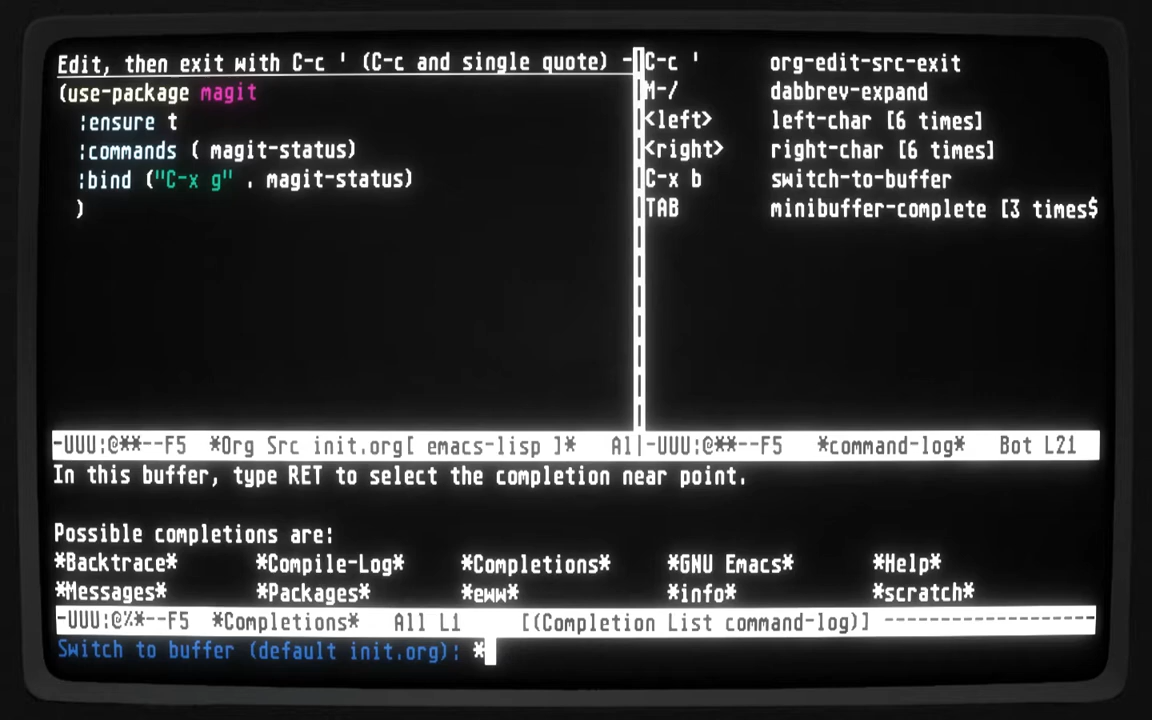 Edit, then exit with C-c ' (C-c and single quote) -
(use-package magit
:ensure t
:commands ( magit-status)
:bind ("C-x g" . magit-status)
)
C-c ' org-edit-src-exit
M-/ dabbrev-expand
<left> left-char [6 times]
<right> right-char [6 times]
C-x b switch-to-buffer
TAB minibuffer-complete [3 times$
-UUU:@**--F5 *Org Src init.org[ emacs-lisp ]* Al|-UUU:@**--F5 *command-log* Bot L21
In this buffer, type RET to select the completion near point.
Possible completions are:
*Backtrace* *Compile-Log* *Completions* *GNU Emacs* *Help*
*Messages* *Packages* *eww* *info* *scratch*
-UUU:@%*--F5 *Completions* All L1 [(Completion List command-log)] -------------------
Switch to buffer (default init.org): *